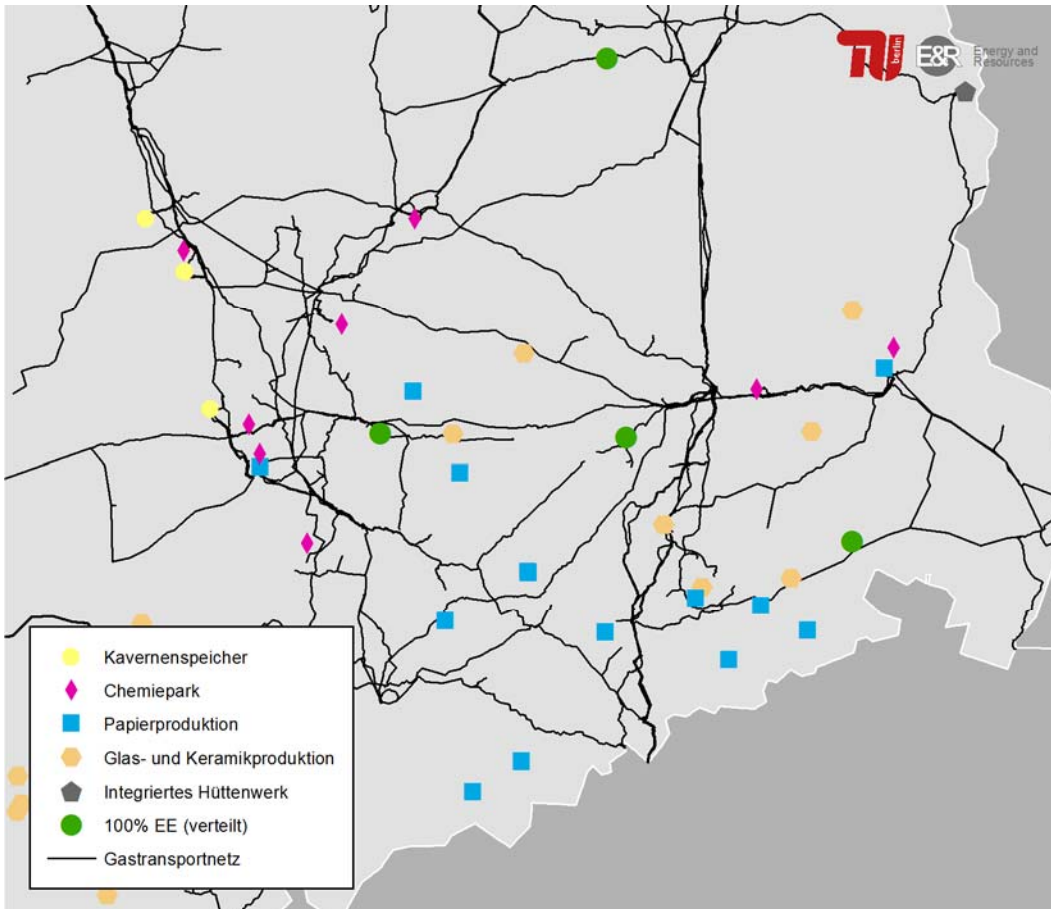 TU berlin
E&R
Energy and
Resources
Kavernenspeicher
Chemiepark
Papierproduktion
Glas- und Keramikproduktion
Integriertes Hüttenwerk
100% EE (verteilt)
Gastransportnetz